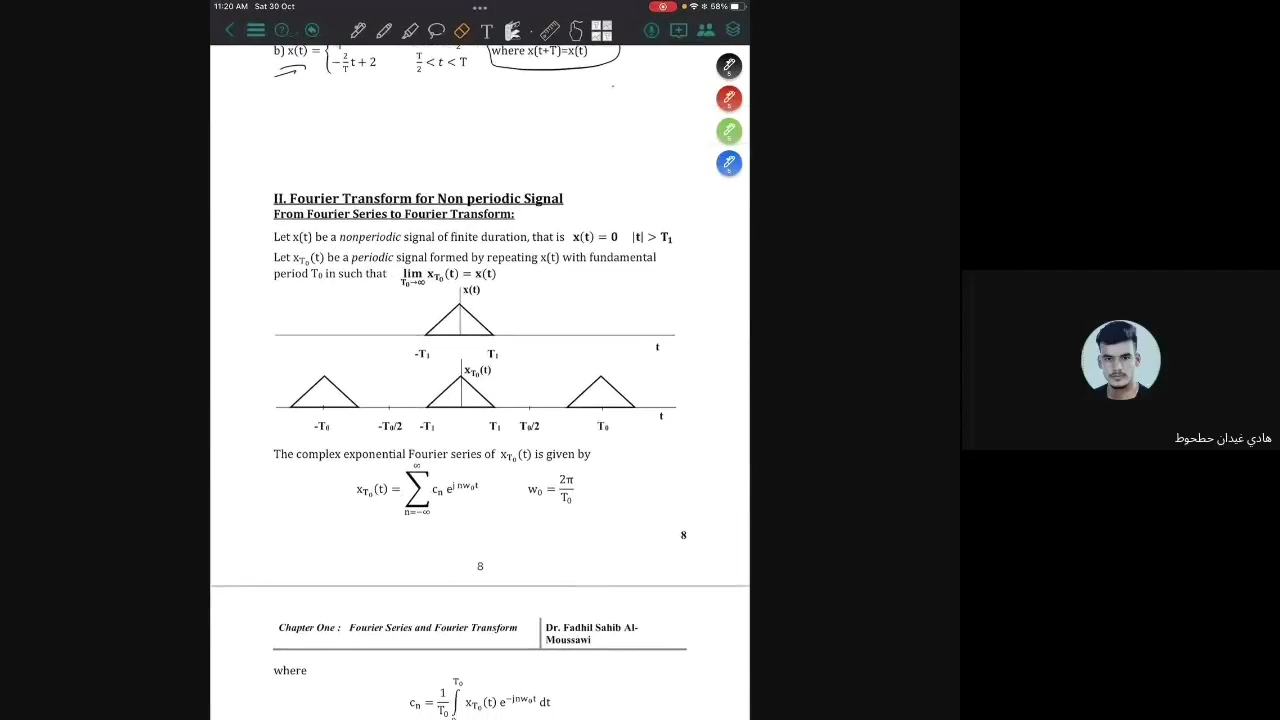 11:20 AM Sat 30 Oct
58%
b) x(t) =
-2/T t + 2 T/2 < t < T
where x(t+T)=x(t)
II. Fourier Transform for Non periodic Signal
From Fourier Series to Fourier Transform:
Let x(t) be a nonperiodic signal of finite duration, that is x(t) = 0 |t| > T₁
Let x_T₀(t) be a periodic signal formed by repeating x(t) with fundamental
period T₀ in such that lim T₀→∞ x_T₀(t) = x(t)
x(t)
t
-T₁ T₁
x_T₀(t)
t
-T₀ -T₀/2 -T₁ T₁ T₀/2 T₀
The complex exponential Fourier series of x_T₀(t) is given by
x_T₀(t) = ∑ n=-∞ ∞ cₙ e^(j nw₀t) w₀ = 2π/T₀
8
8
Chapter One : Fourier Series and Fourier Transform Dr. Fadhil Sahib Al-
Moussawi
where
cₙ = 1/T₀ ∫ T₀ x_T₀(t) e^(-jnw₀t) dt
هادي غيدان حطحوط